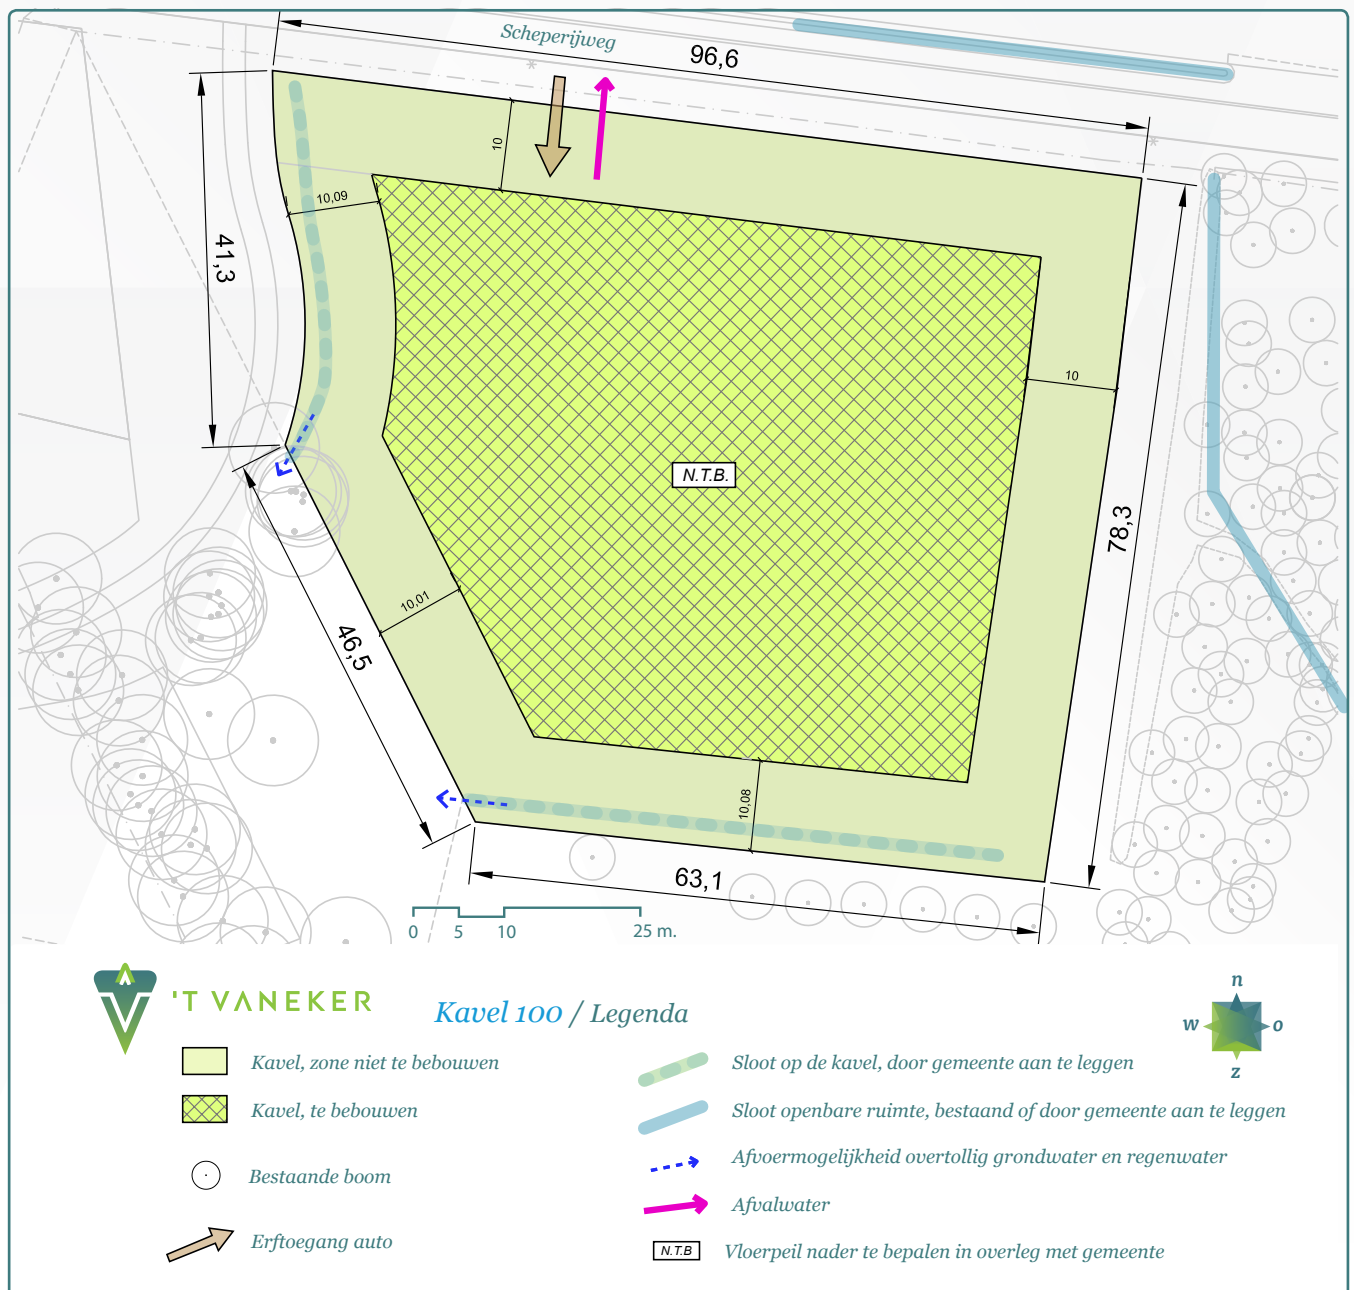 Scheperijweg
96,6
10
10,09
41,3
10
N.T.B.
78,3
10,01
46,5
10,08
63,1
0 5 10 25 m.
'T VANEKER
Kavel 100 / Legenda
n
w o
z
Kavel, zone niet te bebouwen
Kavel, te bebouwen
Bestaande boom
Erftoegang auto
Sloot op de kavel, door gemeente aan te leggen
Sloot openbare ruimte, bestaand of door gemeente aan te leggen
Afvoermogelijkheid overtollig grondwater en regenwater
Afvalwater
N.T.B Vloerpeil nader te bepalen in overleg met gemeente